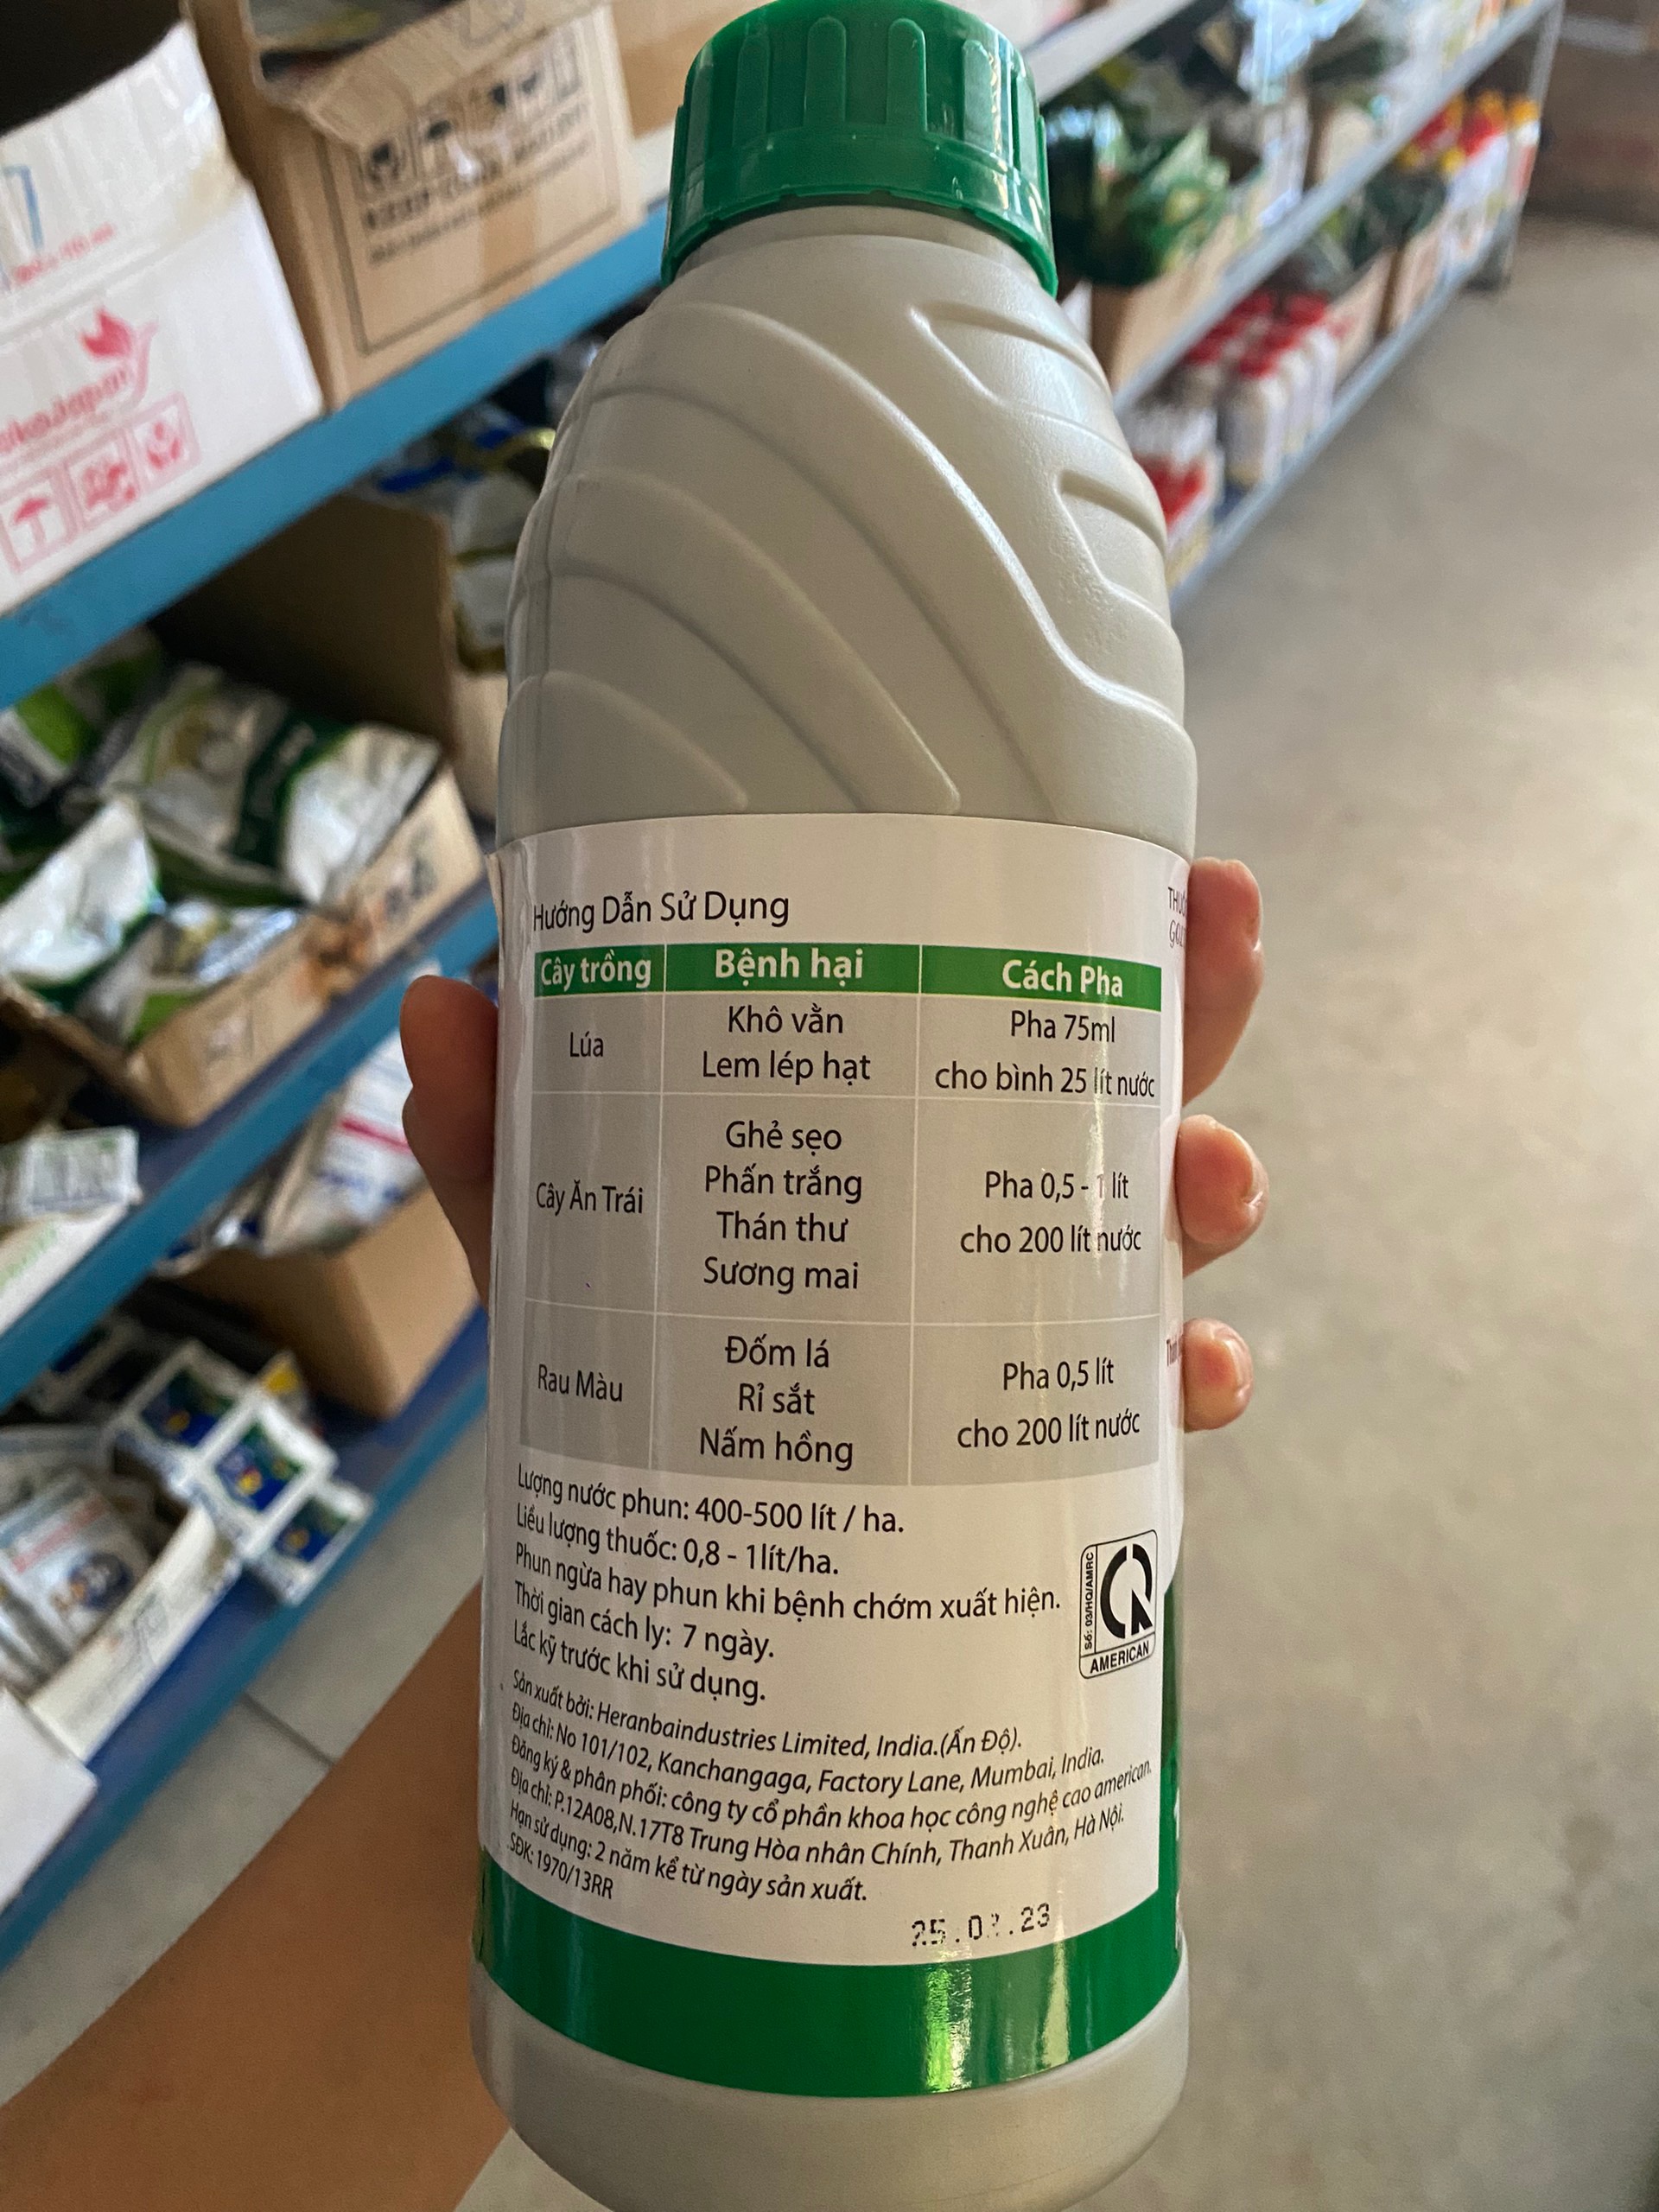 KEEP
Hướng Dẫn Sử Dụng
Cây trồng Bệnh hại Cách Pha
Lúa
Khô vằn
Lem lép hạt
Pha 75ml
cho bình 25 lít nước
Cây Ăn Trái
Ghẻ sẹo
Phấn trắng
Thán thư
Sương mai
Pha 0,5 - 1 lít
cho 200 lít nước
Rau Màu
Đốm lá
Rỉ sắt
Nấm hồng
Pha 0,5 lít
cho 200 lít nước
Lượng nước phun: 400-500 lít / ha.
Liều lượng thuốc: 0,8 - 1lít/ha.
Phun ngừa hay phun khi bệnh chớm xuất hiện.
Thời gian cách ly: 7 ngày.
Lắc kỹ trước khi sử dụng.
Số: 03/HQ/AMRC
AMERICAN
Sản xuất bởi: Heranbaindustries Limited, India.(Ấn Độ).
Địa chỉ: No 101/102, Kanchangaga, Factory Lane, Mumbai, India.
Đăng ký & phân phối: công ty cổ phần khoa học công nghệ cao american.
Địa chỉ: P.12A08,N.17T8 Trung Hòa nhân Chính, Thanh Xuân, Hà Nội.
Hạn sử dụng: 2 năm kể từ ngày sản xuất.
SĐK: 1970/13RR